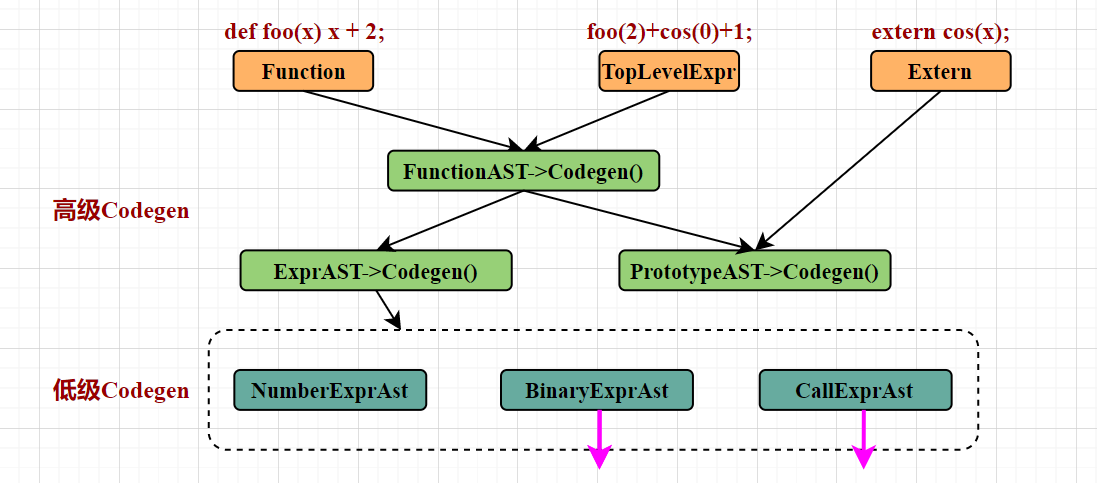 def foo(x) x + 2;
foo(2)+cos(0)+1;
extern cos(x);
Function
TopLevelExpr
Extern
FunctionAST->Codegen()
高级Codegen
ExprAST->Codegen()
PrototypeAST->Codegen()
低级Codegen
NumberExprAst
BinaryExprAst
CallExprAst